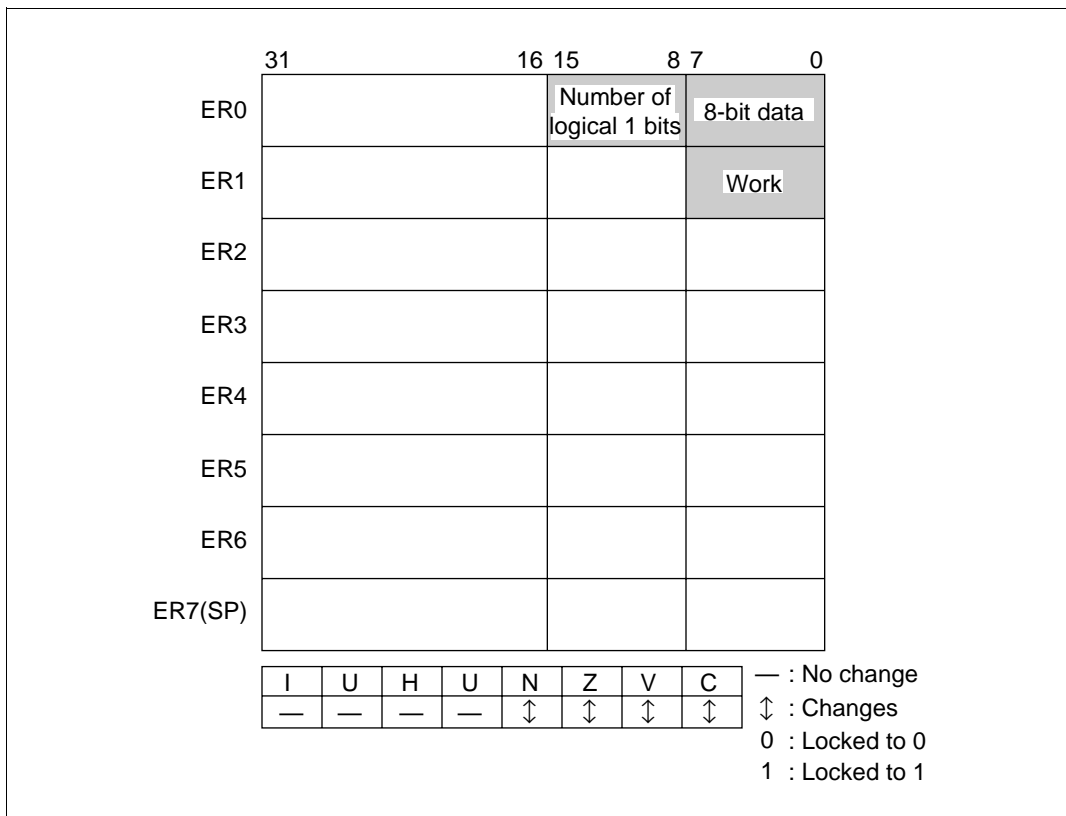 31 16 15 8 7 0
ER0 Number of logical 1 bits 8-bit data
ER1 Work
ER2
ER3
ER4
ER5
ER6
ER7(SP)
I U H U N Z V C
— — — — ↕ ↕ ↕ ↕
— : No change
↕ : Changes
0 : Locked to 0
1 : Locked to 1